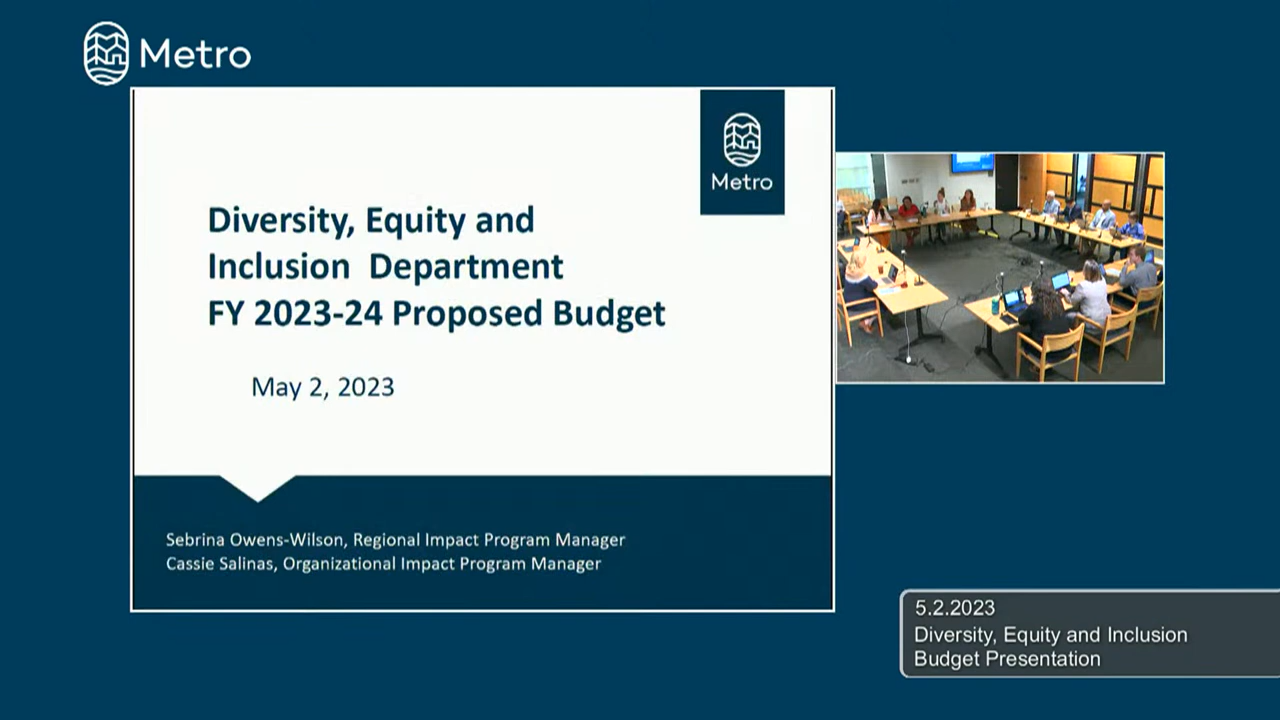 Metro
Metro
Diversity, Equity and
Inclusion Department
FY 2023-24 Proposed Budget
May 2, 2023
Sebrina Owens-Wilson, Regional Impact Program Manager
Cassie Salinas, Organizational Impact Program Manager
5.2.2023
Diversity, Equity and Inclusion
Budget Presentation